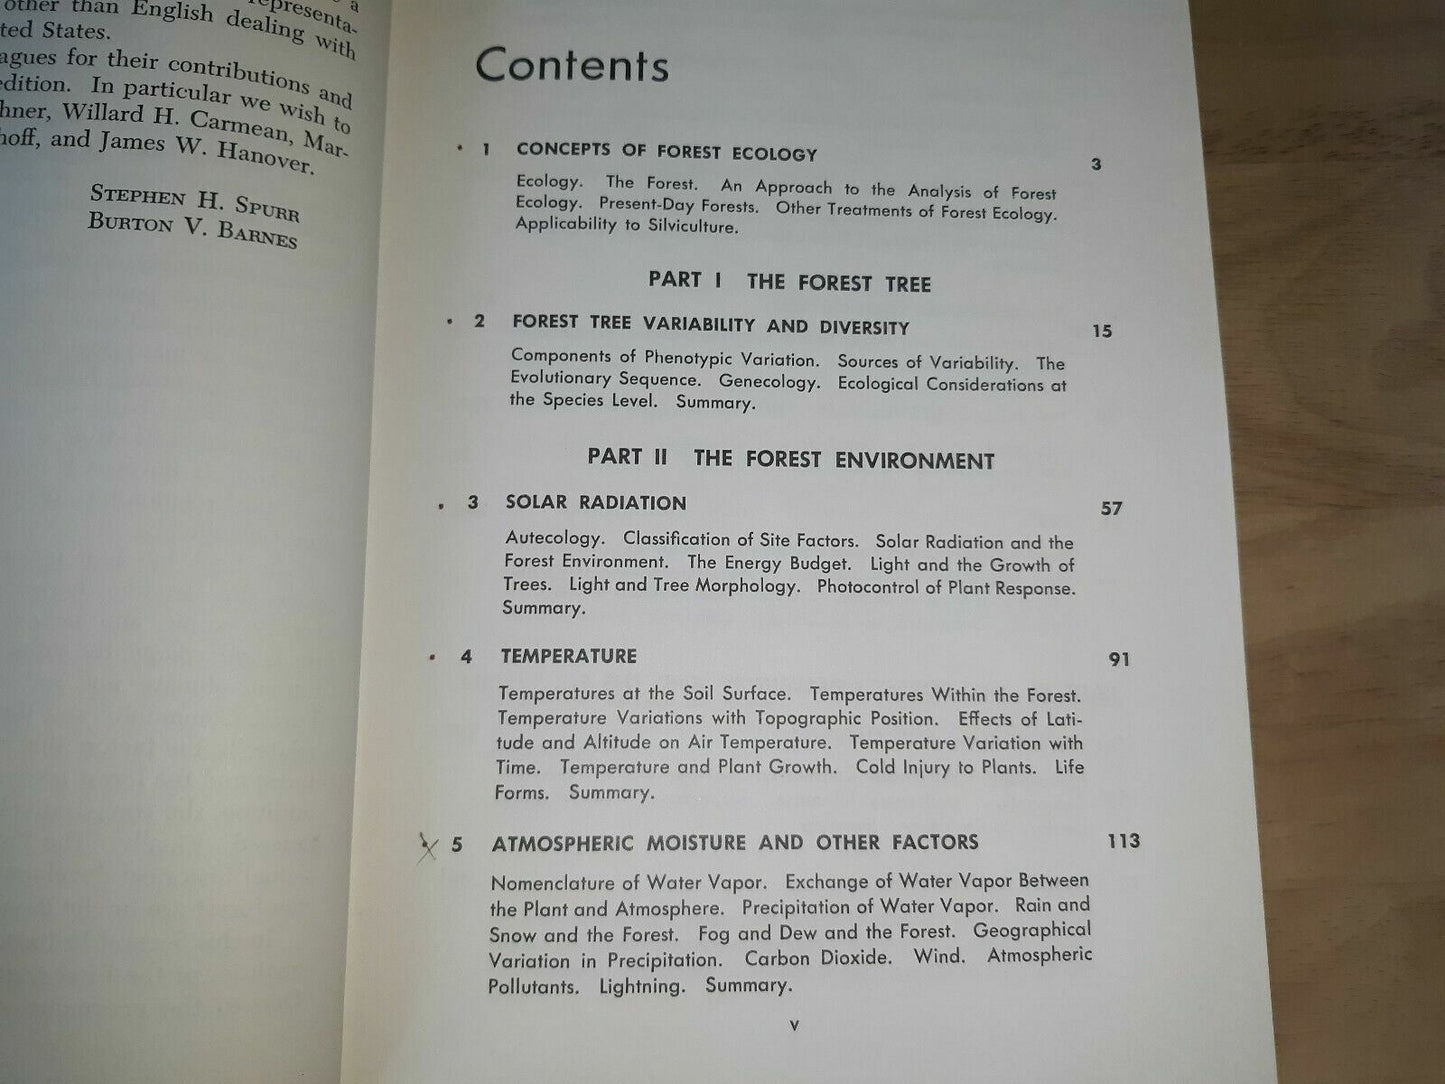 a
representa-
other than English dealing with
ted States.
agues for their contributions and
edition. In particular we wish to
hner, Willard H. Carmean, Mar-
hoff, and James W. Hanover.
STEPHEN H. SPURR
BURTON V. BARNES
Contents
1 CONCEPTS OF FOREST ECOLOGY 3
Ecology. The Forest. An Approach to the Analysis of Forest
Ecology. Present-Day Forests. Other Treatments of Forest Ecology.
Applicability to Silviculture.
PART I THE FOREST TREE
2 FOREST TREE VARIABILITY AND DIVERSITY 15
Components of Phenotypic Variation. Sources of Variability. The
Evolutionary Sequence. Genecology. Ecological Considerations at
the Species Level. Summary.
PART II THE FOREST ENVIRONMENT
3 SOLAR RADIATION 57
Autecology. Classification of Site Factors. Solar Radiation and the
Forest Environment. The Energy Budget. Light and the Growth of
Trees. Light and Tree Morphology. Photocontrol of Plant Response.
Summary.
4 TEMPERATURE 91
Temperatures at the Soil Surface. Temperatures Within the Forest.
Temperature Variations with Topographic Position. Effects of Lati-
tude and Altitude on Air Temperature. Temperature Variation with
Time. Temperature and Plant Growth. Cold Injury to Plants. Life
Forms. Summary.
5 ATMOSPHERIC MOISTURE AND OTHER FACTORS 113
Nomenclature of Water Vapor. Exchange of Water Vapor Between
the Plant and Atmosphere. Precipitation of Water Vapor. Rain and
Snow and the Forest. Fog and Dew and the Forest. Geographical
Variation in Precipitation. Carbon Dioxide. Wind. Atmospheric
Pollutants. Lightning. Summary.
v